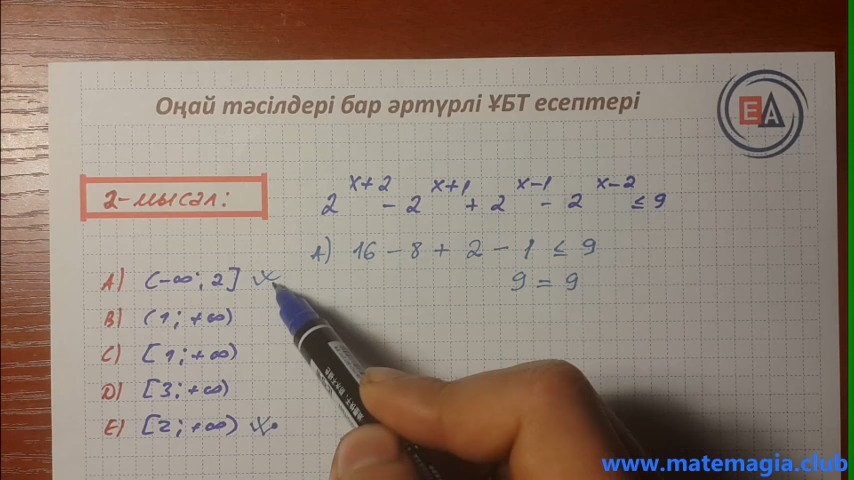 Оңай тәсілдері бар әртүрлі ҰБТ есептері
ЕА
2-мысал:
2^(x+2) - 2^(x+1) + 2^(x-1) - 2^(x-2) ≤ 9
A) 16 - 8 + 2 - 1 ≤ 9
9 = 9
A) (-∞; 2]
B) (1; +∞)
C) [1; +∞)
D) [3; +∞)
E) [2; +∞)
www.matemagia.club